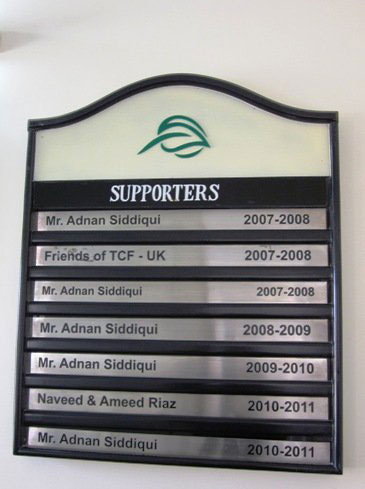 SUPPORTERS
Mr. Adnan Siddiqui 2007-2008
Friends of TCF - UK 2007-2008
Mr. Adnan Siddiqui 2007-2008
Mr. Adnan Siddiqui 2008-2009
Mr. Adnan Siddiqui 2009-2010
Naveed & Ameed Riaz 2010-2011
Mr. Adnan Siddiqui 2010-2011